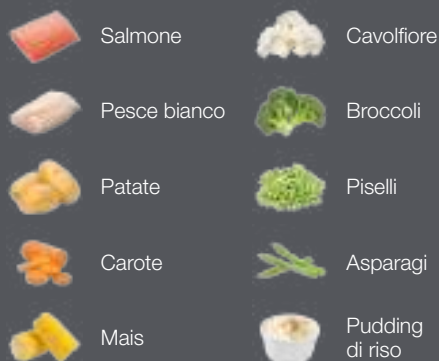 Salmone
Pesce bianco
Patate
Carote
Mais
Cavolfiore
Broccoli
Piselli
Asparagi
Pudding
di riso